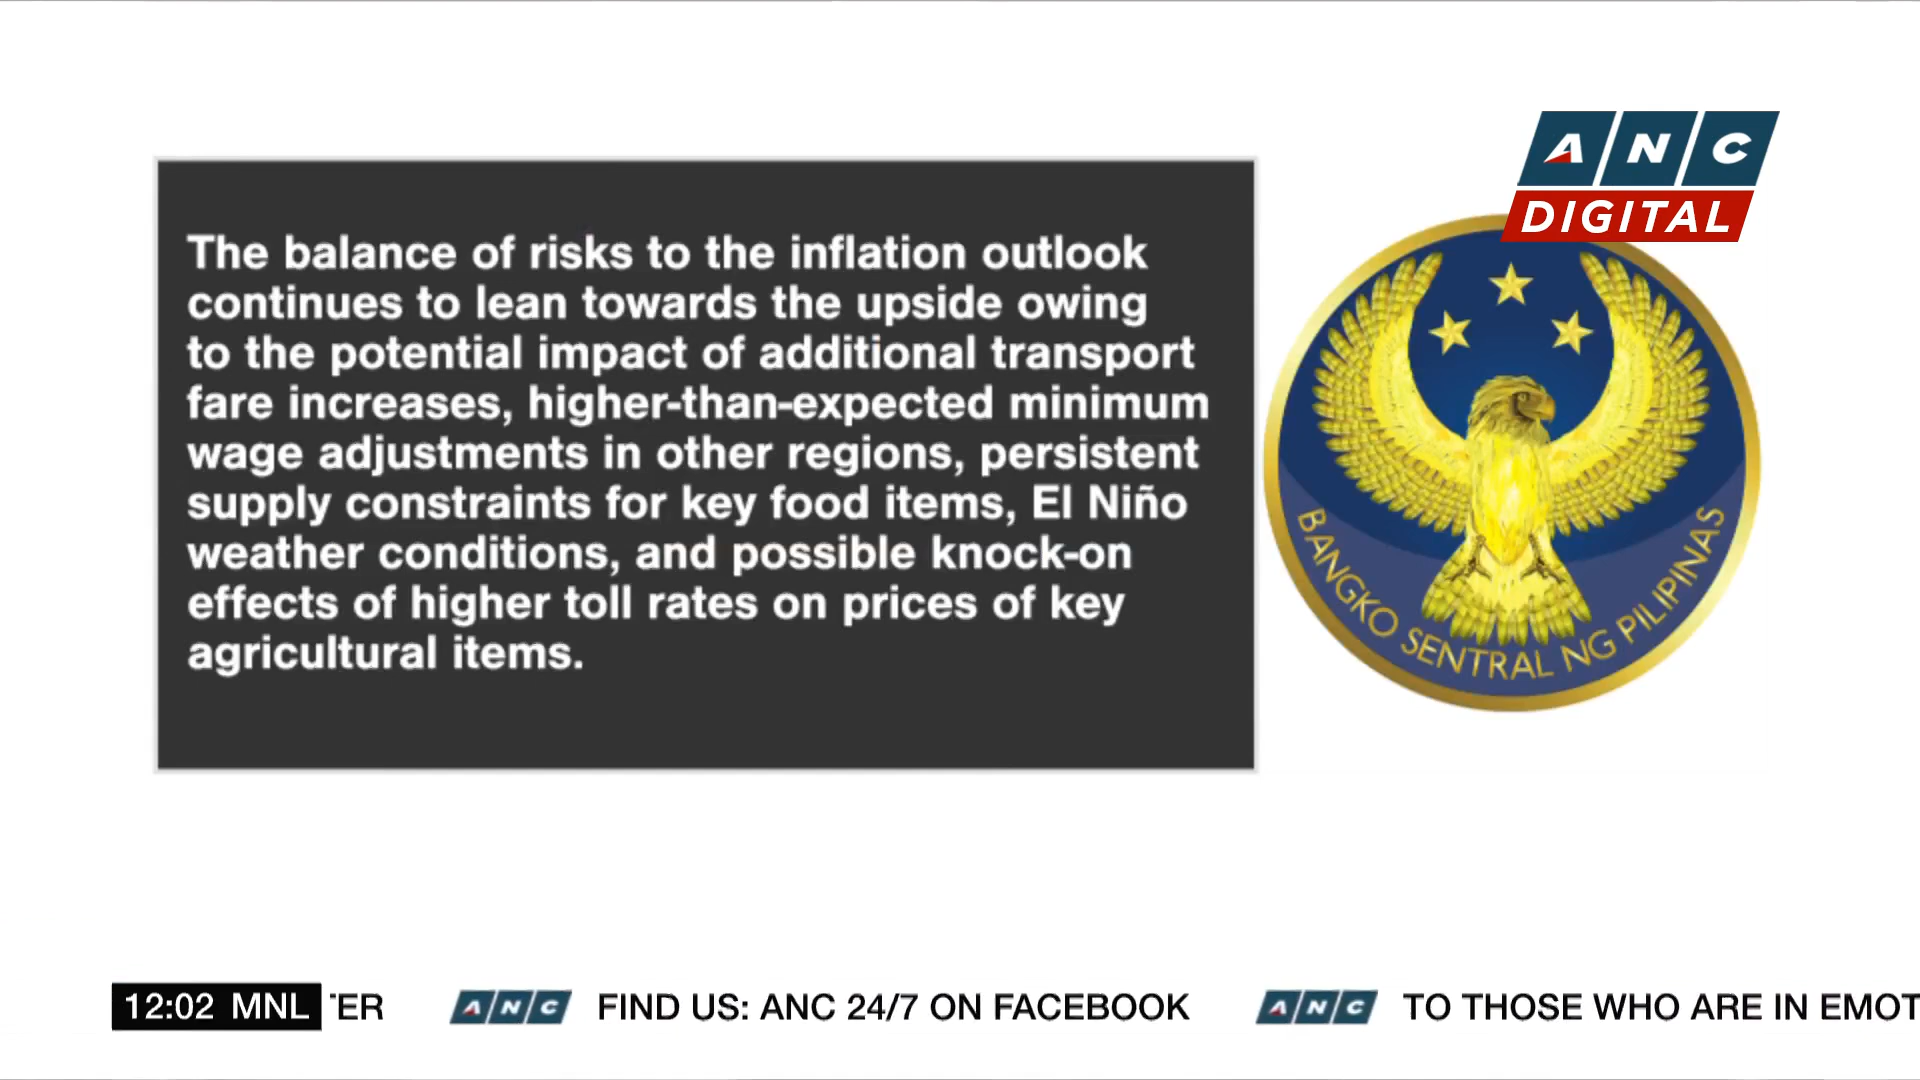 ANC
DIGITAL
The balance of risks to the inflation outlook
continues to lean towards the upside owing
to the potential impact of additional transport
fare increases, higher-than-expected minimum
wage adjustments in other regions, persistent
supply constraints for key food items, El Niño
weather conditions, and possible knock-on
effects of higher toll rates on prices of key
agricultural items.
BANGKO SENTRAL NG PILIPINAS
12:02 MNL TER ANC FIND US: ANC 24/7 ON FACEBOOK ANC TO THOSE WHO ARE IN EMOT